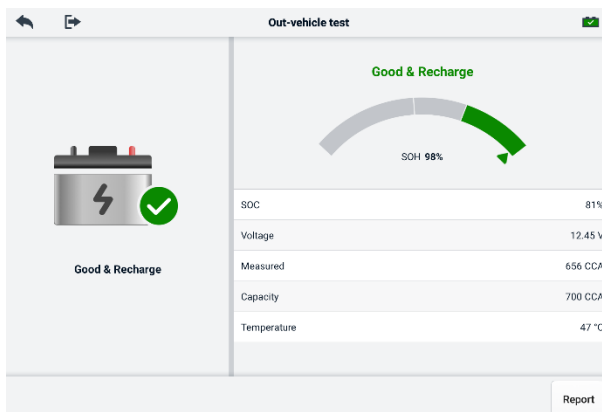 Out-vehicle test
Good & Recharge
Good & Recharge
SOH 98%
SOC 81%
Voltage 12.45 V
Measured 656 CCA
Capacity 700 CCA
Temperature 47 °C
Report